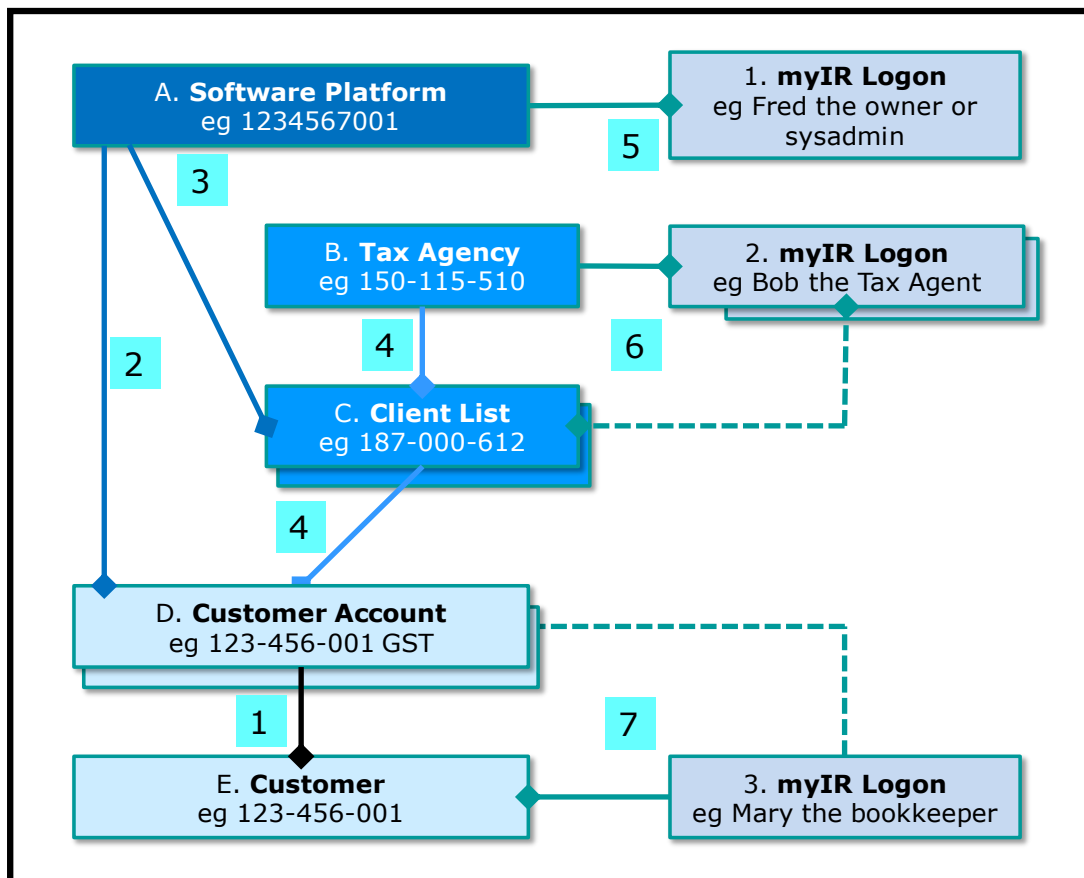 A. Software Platform
eg 1234567001
1. myIR Logon
eg Fred the owner or
sysadmin
5
3
B. Tax Agency
eg 150-115-510
2. myIR Logon
eg Bob the Tax Agent
4
6
2
C. Client List
eg 187-000-612
4
D. Customer Account
eg 123-456-001 GST
1
7
E. Customer
eg 123-456-001
3. myIR Logon
eg Mary the bookkeeper